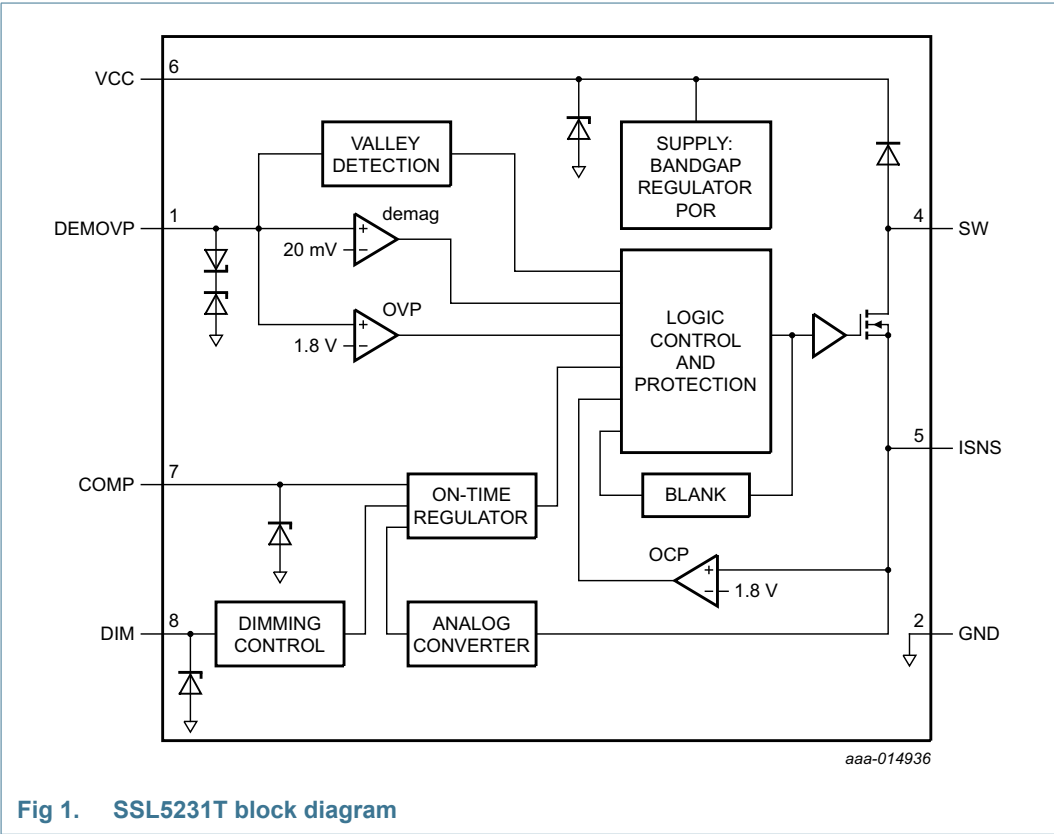 VCC
6
VALLEY
DETECTION
SUPPLY:
BANDGAP
REGULATOR
POR
DEMOVP
1
demag
+
20 mV
−
4
SW
OVP
+
1.8 V
−
LOGIC
CONTROL
AND
PROTECTION
5
ISNS
COMP
7
ON-TIME
REGULATOR
BLANK
OCP
+
−
1.8 V
DIM
8
DIMMING
CONTROL
ANALOG
CONVERTER
2
GND
aaa-014936
Fig 1. SSL5231T block diagram